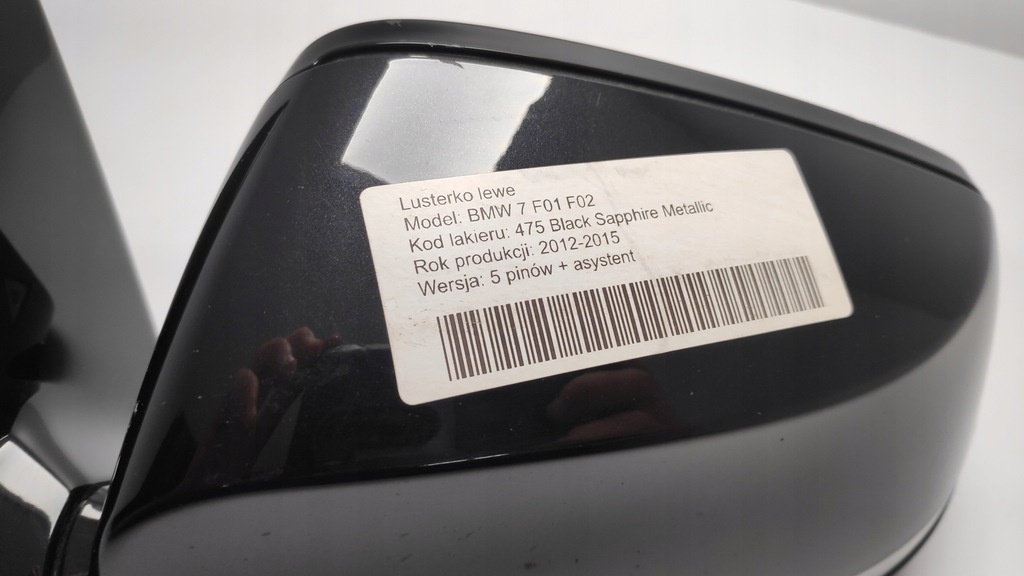 Lusterko lewe
Model: BMW 7 F01 F02
Kod lakieru: 475 Black Sapphire Metallic
Rok produkcji: 2012-2015
Wersja: 5 pinów + asystent